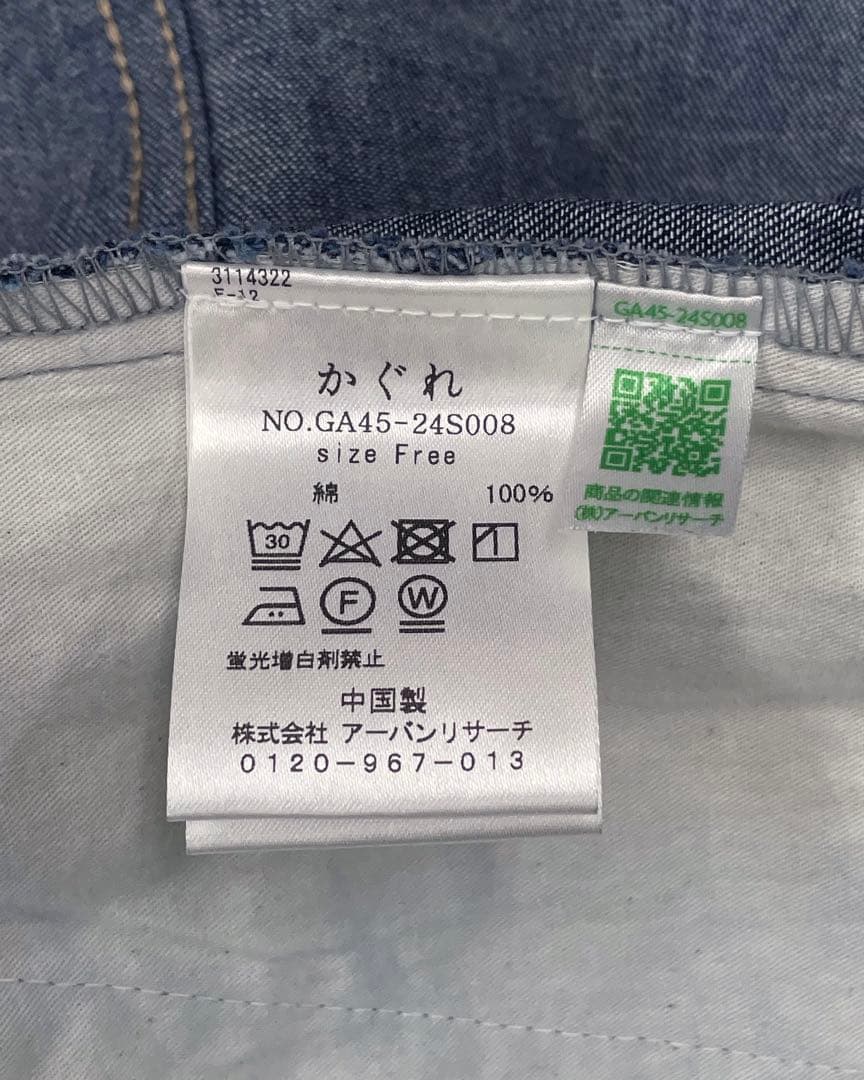 3114322
かぐれ
NO.GA45-24S008
size Free
綿 100%
30
F W
蛍光増白剤禁止
中国製
株式会社 アーバンリサーチ
0120-967-013
GA45-24S008
商品の関連情報
(株)アーバンリサーチ